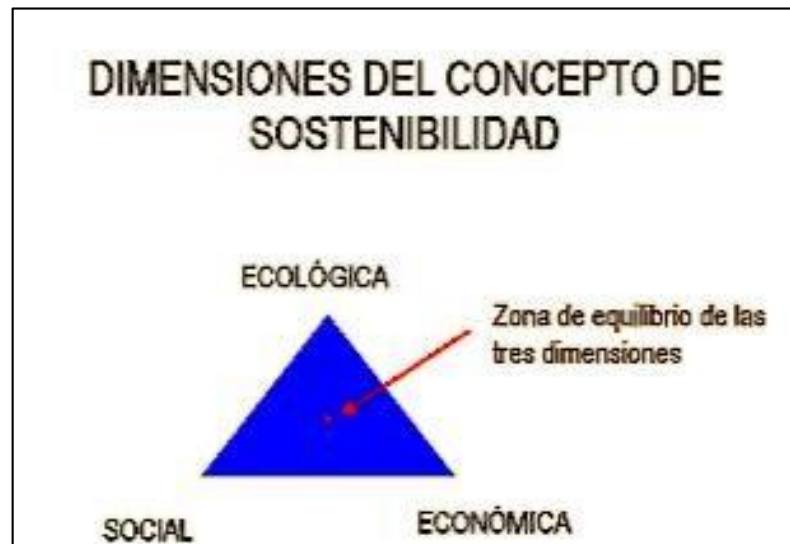 DIMENSIONES DEL CONCEPTO DE
SOSTENIBILIDAD
ECOLÓGICA
Zona de equilibrio de las
tres dimensiones
SOCIAL
ECONÓMICA